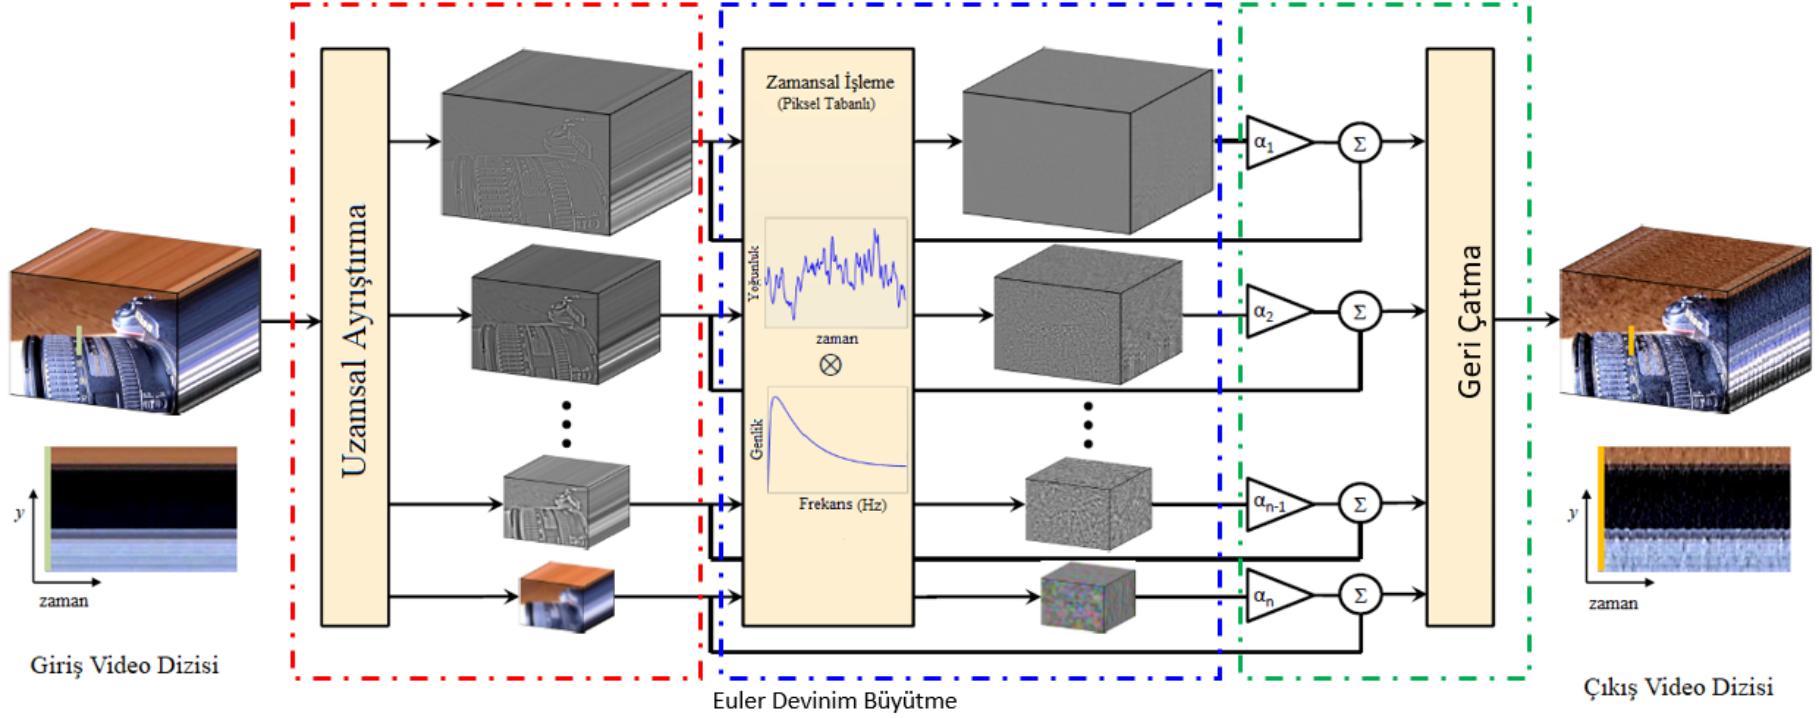 Giriş Video Dizisi
y
zaman
Uzamsal Ayrıştırma
Zamansal İşleme
(Piksel Tabanlı)
Yoğunluk
zaman
⊗
Genlik
Frekans (Hz)
α1
Σ
α2
Σ
αn-1
Σ
αn
Σ
Geri Çatma
y
zaman
Çıkış Video Dizisi
Euler Devinim Büyütme